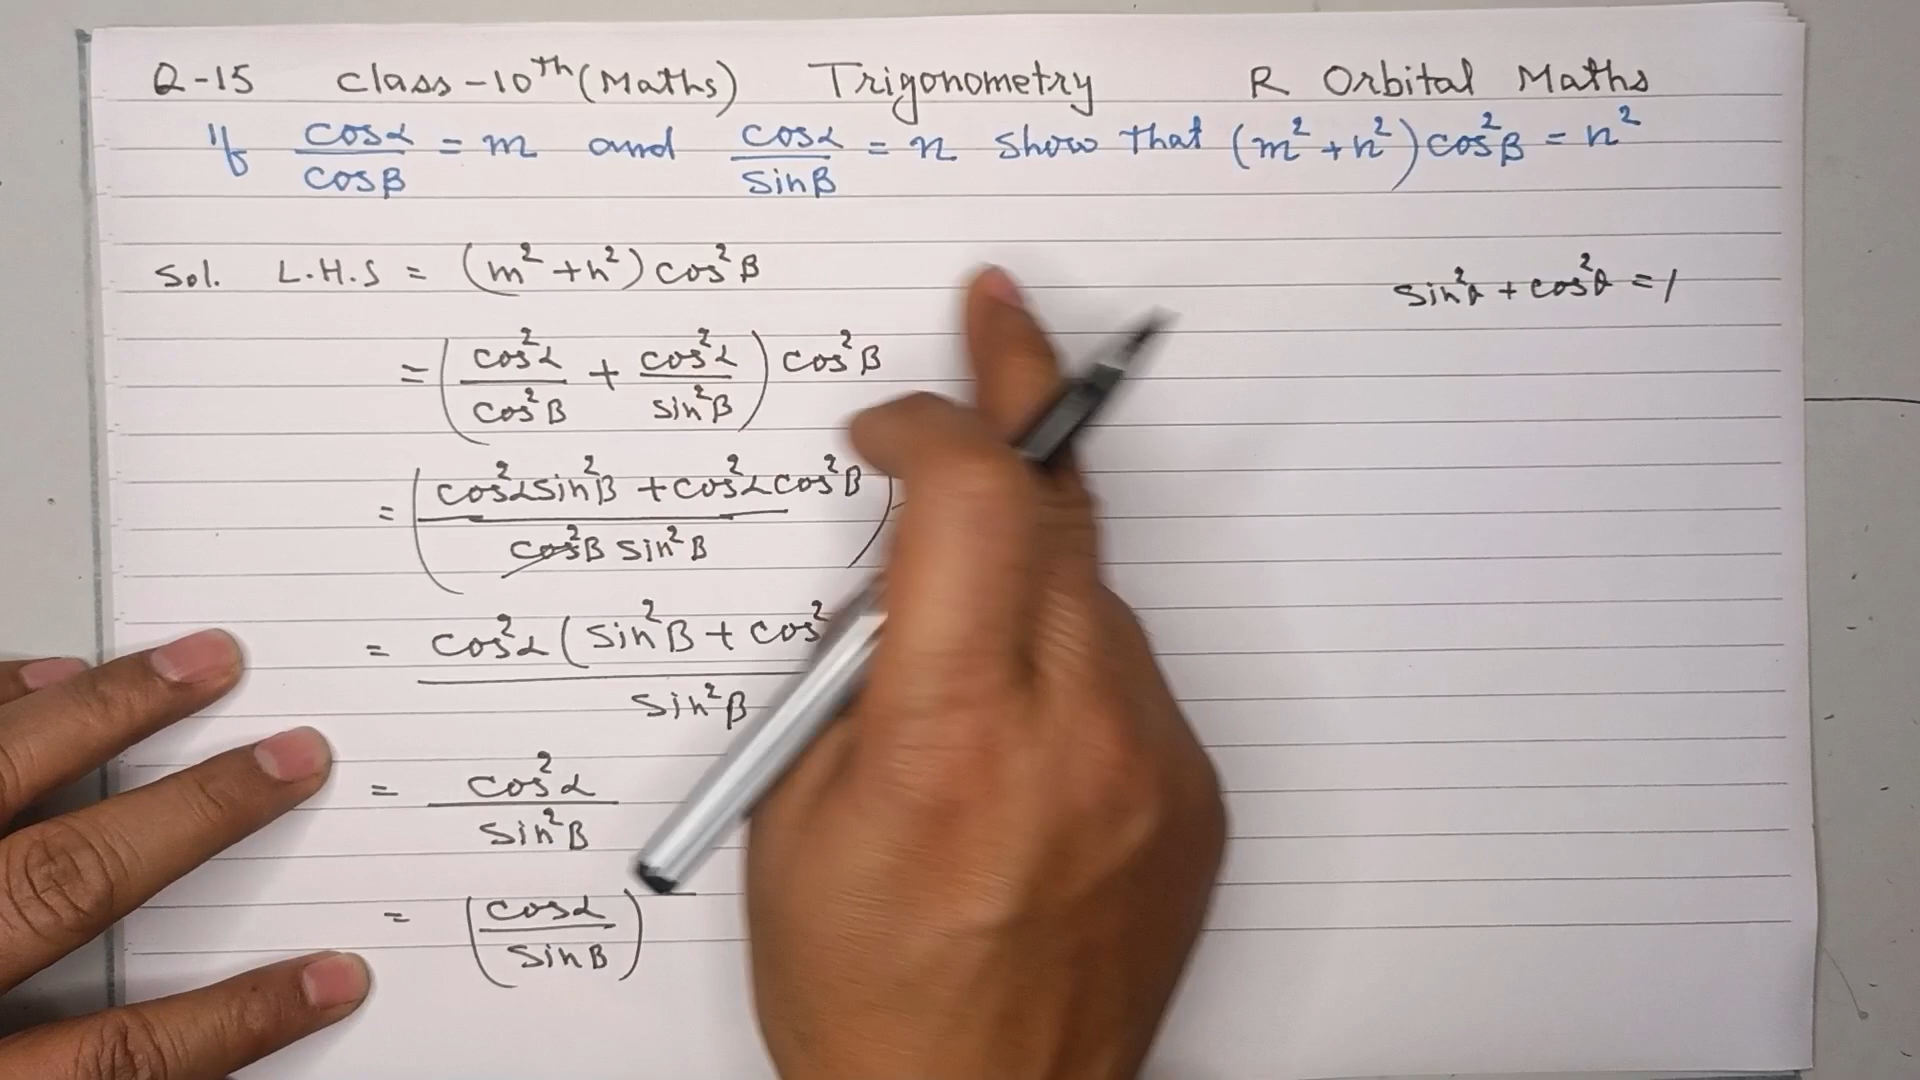 Q-15 class-10th (Maths) Trigonometry R Orbital Maths
If cosα/cosβ = m and cosα/sinβ = n show that (m²+n²)cos²β = n²
Sol. L.H.S = (m²+n²) cos²β
sin²θ + cos²θ = 1
= (cos²α/cos²β + cos²α/sin²β) cos²β
= (cos²α sin²β + cos²α cos²β / cos²β sin²β)
= cos²α (sin²β + cos² / sin²β
= cos²α / sin²β
= (cosα / sinβ)